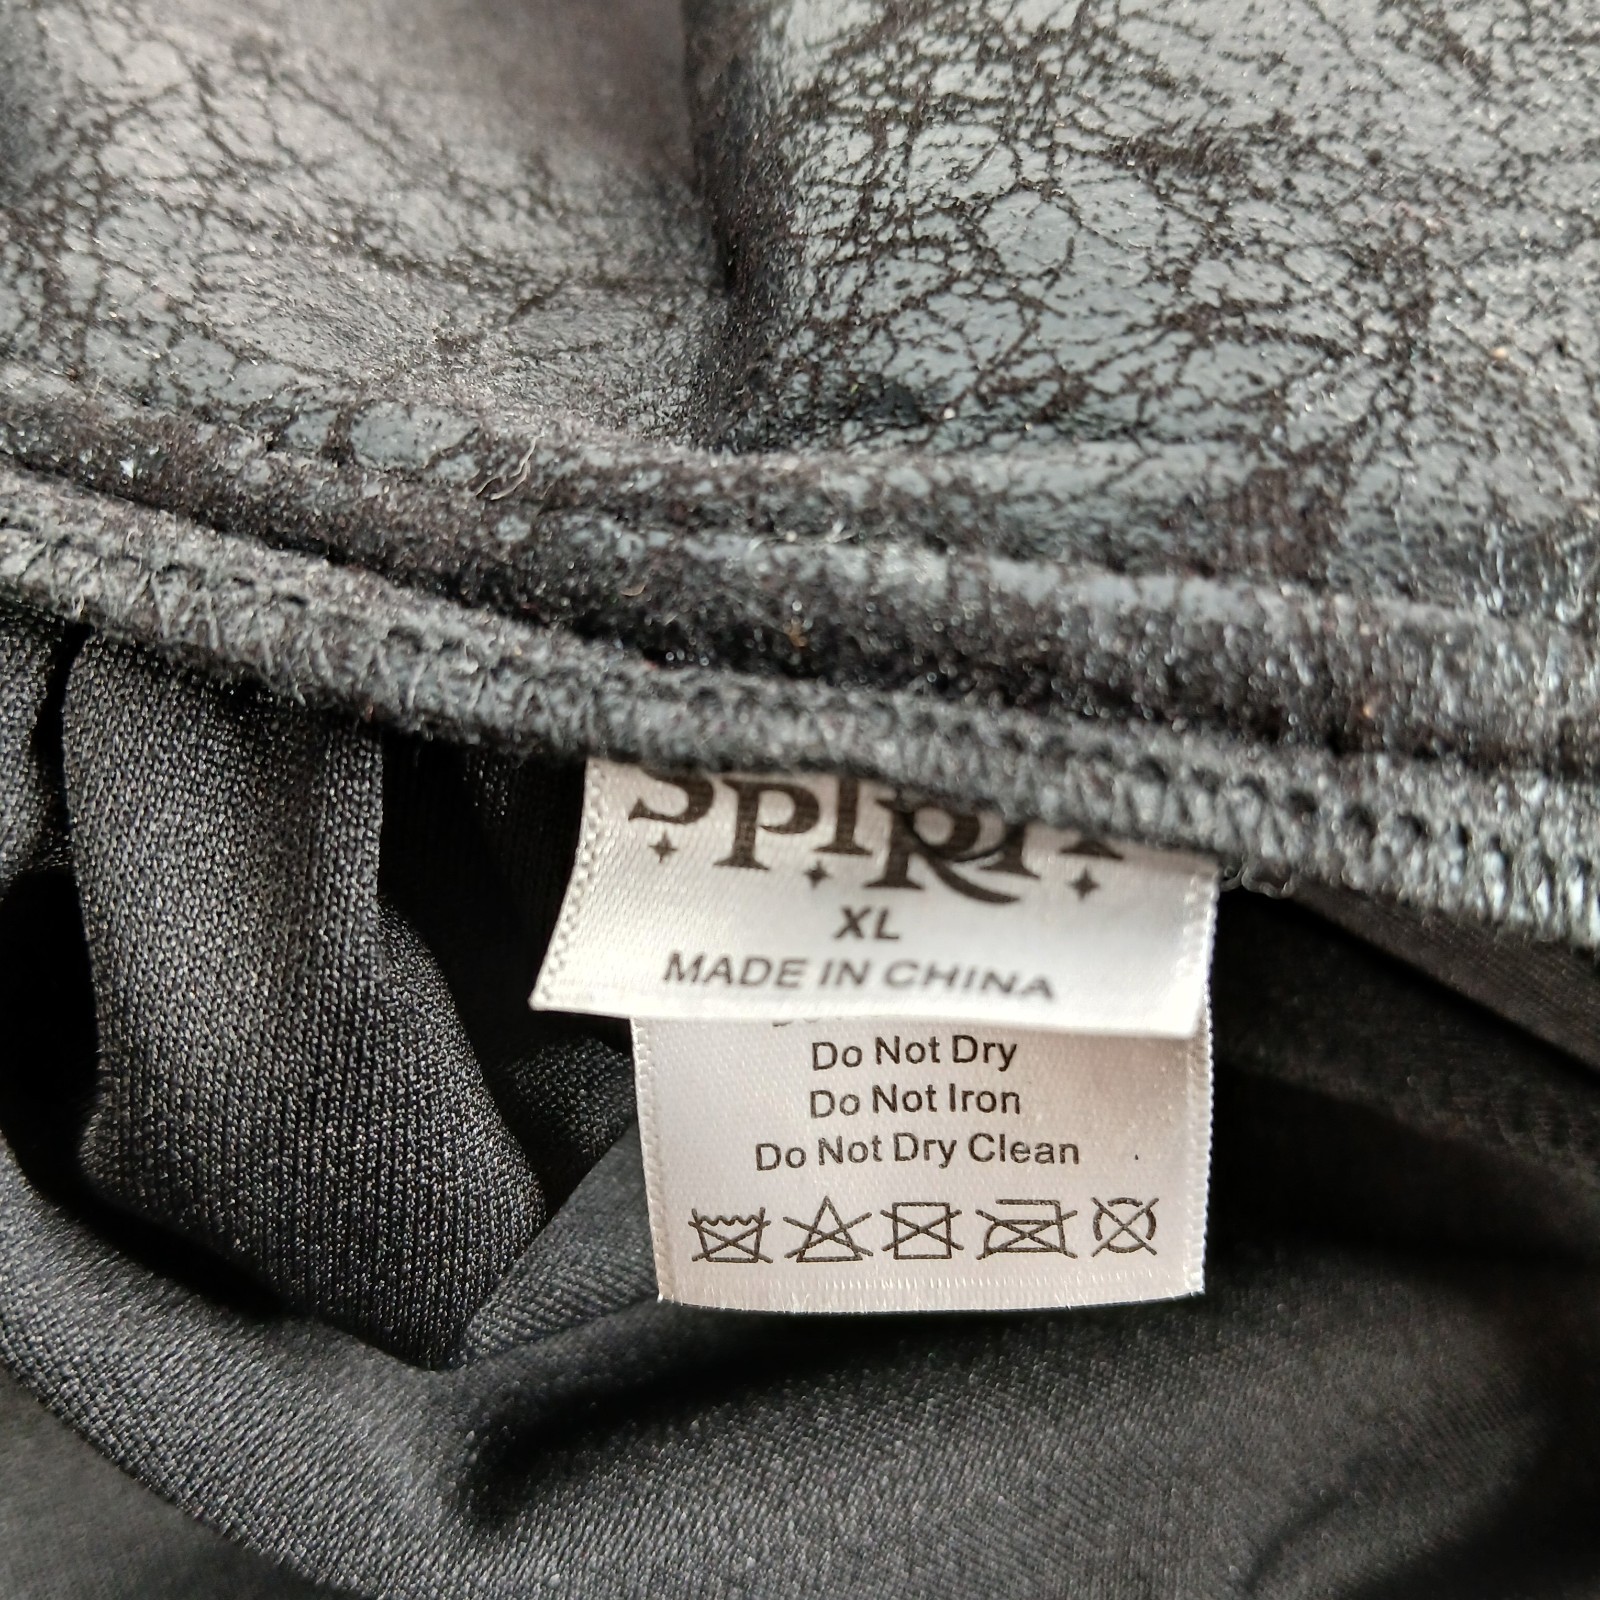 SPIRIT
XL
MADE IN CHINA
Do Not Dry
Do Not Iron
Do Not Dry Clean